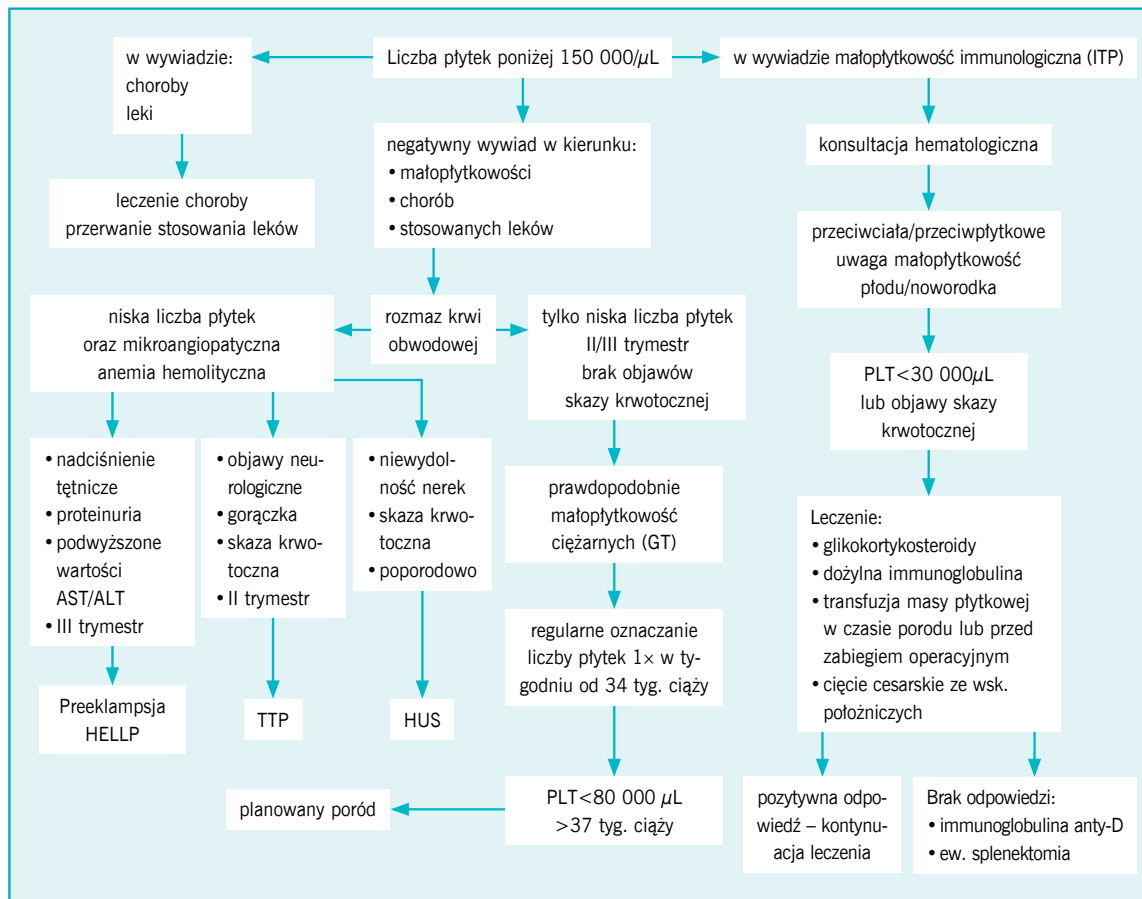 w wywiadzie:
choroby
leki
Liczba płytek poniżej 150 000/µL
w wywiadzie małopłytkowość immunologiczna (ITP)
leczenie choroby
przerwanie stosowania leków
negatywny wywiad w kierunku:
• małopłytkowości
• chorób
• stosowanych leków
konsultacja hematologiczna
przeciwciała/przeciwpłytkowe
uwaga małopłytkowość
płodu/noworodka
niska liczba płytek
oraz mikroangiopatyczna
anemia hemolityczna
rozmaz krwi
obwodowej
tylko niska liczba płytek
II/III trymestr
brak objawów
skazy krwotocznej
PLT<30 000µL
lub objawy skazy
krwotocznej
• nadciśnienie
tętnicze
• proteinuria
• podwyższone
wartości
AST/ALT
• III trymestr
• objawy neu-
rologiczne
• gorączka
• skaza krwo-
toczna
• II trymestr
• niewydol-
ność nerek
• skaza krwo-
toczna
• poporodowo
prawdopodobnie
małopłytkowość
ciężarnych (GT)
Leczenie:
• glikokortykosteroidy
• dożylna immunoglobulina
• transfuzja masy płytkowej
w czasie porodu lub przed
zabiegiem operacyjnym
• cięcie cesarskie ze wsk.
położniczych
regularne oznaczanie
liczby płytek 1× w ty-
godniu od 34 tyg. ciąży
Preeklampsja
HELLP
TTP
HUS
planowany poród
PLT<80 000 µL
>37 tyg. ciąży
pozytywna odpo-
wiedź – kontynu-
acja leczenia
Brak odpowiedzi:
• immunoglobulina anty-D
• ew. splenektomia